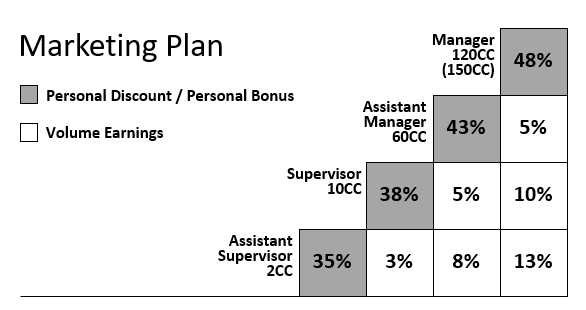 Marketing Plan
Personal Discount / Personal Bonus
Volume Earnings
Manager
120CC
(150CC)
48%
Assistant
Manager
60CC
43% 5%
Supervisor
10CC
38% 5% 10%
Assistant
Supervisor
2CC
35% 3% 8% 13%